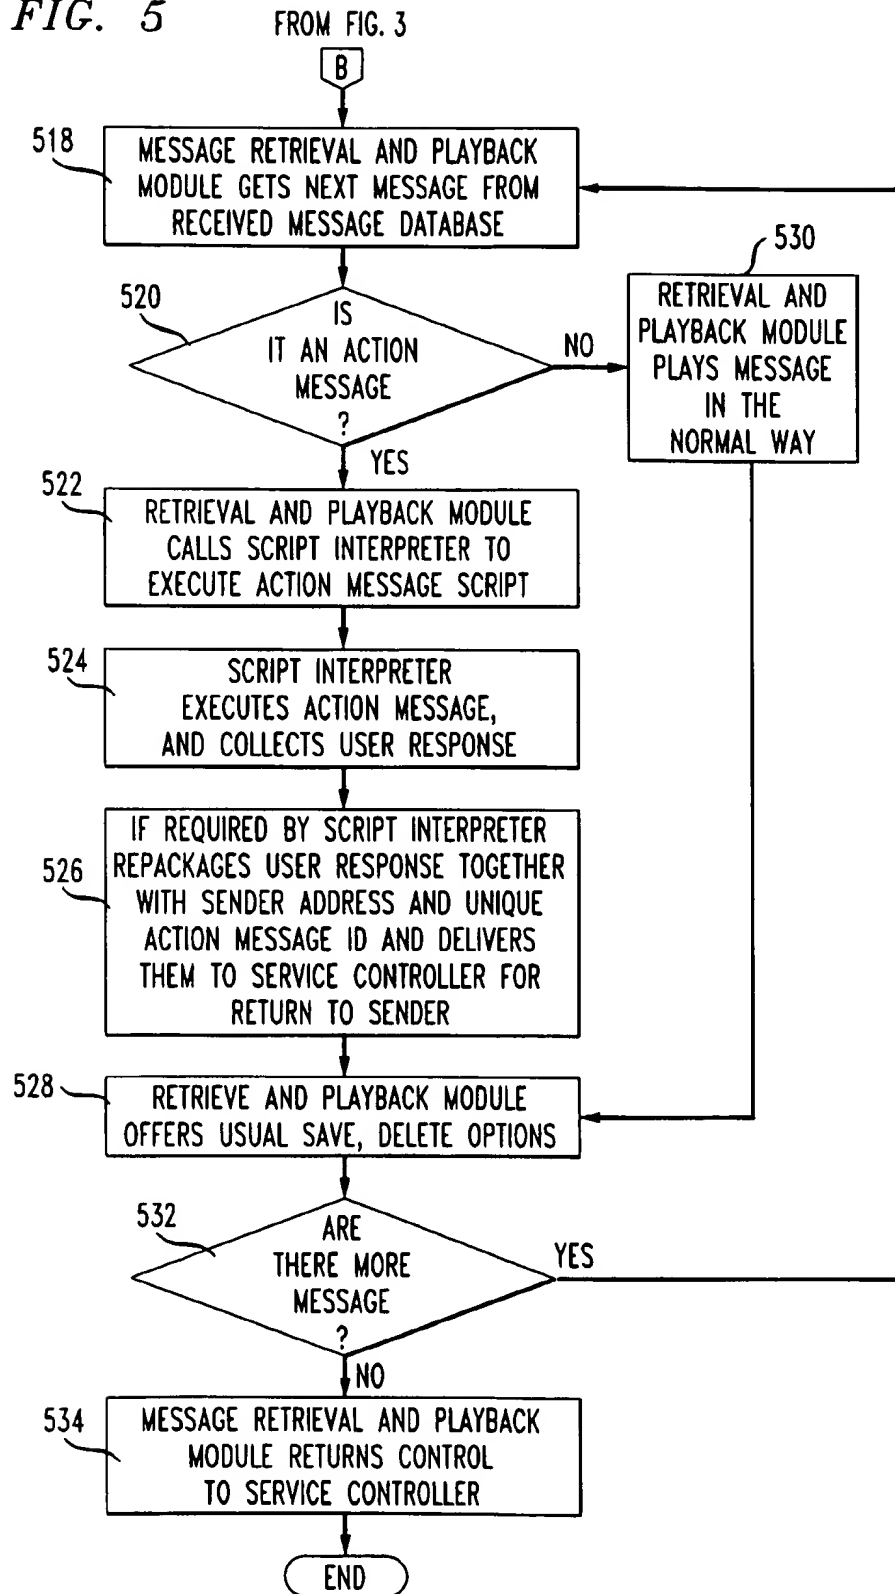 FIG. 5
FROM FIG. 3
B
518
MESSAGE RETRIEVAL AND PLAYBACK
MODULE GETS NEXT MESSAGE FROM
RECEIVED MESSAGE DATABASE
520
IS
IT AN ACTION
MESSAGE
?
NO
YES
530
RETRIEVAL AND
PLAYBACK MODULE
PLAYS MESSAGE
IN THE
NORMAL WAY
522
RETRIEVAL AND PLAYBACK MODULE
CALLS SCRIPT INTERPRETER TO
EXECUTE ACTION MESSAGE SCRIPT
524
SCRIPT INTERPRETER
EXECUTES ACTION MESSAGE,
AND COLLECTS USER RESPONSE
526
IF REQUIRED BY SCRIPT INTERPRETER
REPACKAGES USER RESPONSE TOGETHER
WITH SENDER ADDRESS AND UNIQUE
ACTION MESSAGE ID AND DELIVERS
THEM TO SERVICE CONTROLLER FOR
RETURN TO SENDER
528
RETRIEVE AND PLAYBACK MODULE
OFFERS USUAL SAVE, DELETE OPTIONS
532
ARE
THERE MORE
MESSAGE
?
YES
NO
534
MESSAGE RETRIEVAL AND PLAYBACK
MODULE RETURNS CONTROL
TO SERVICE CONTROLLER
END